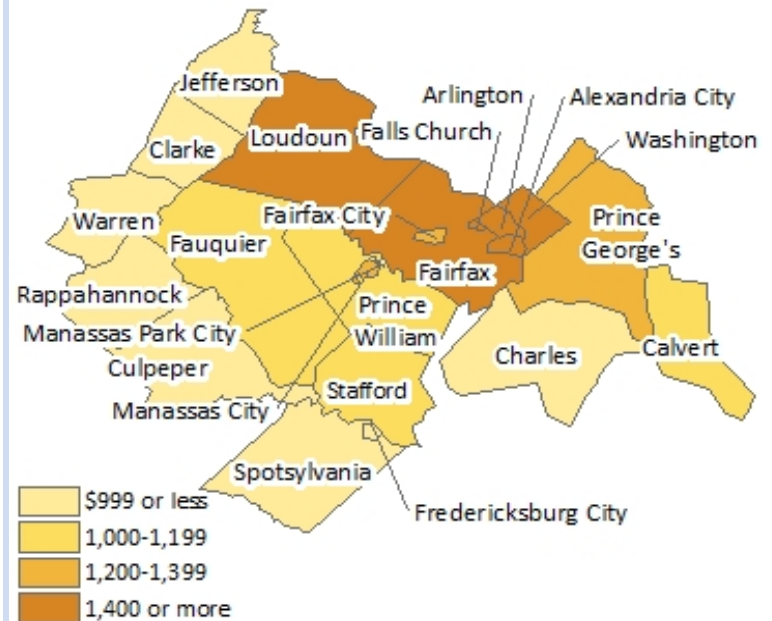 Jefferson
Arlington
Alexandria City
Loudoun
Falls Church
Washington
Clarke
Warren
Fairfax City
Prince
George's
Fauquier
Fairfax
Rappahannock
Prince
William
Manassas Park City
Calvert
Charles
Culpeper
Stafford
Manassas City
Spotsylvania
Fredericksburg City
$999 or less
1,000-1,199
1,200-1,399
1,400 or more